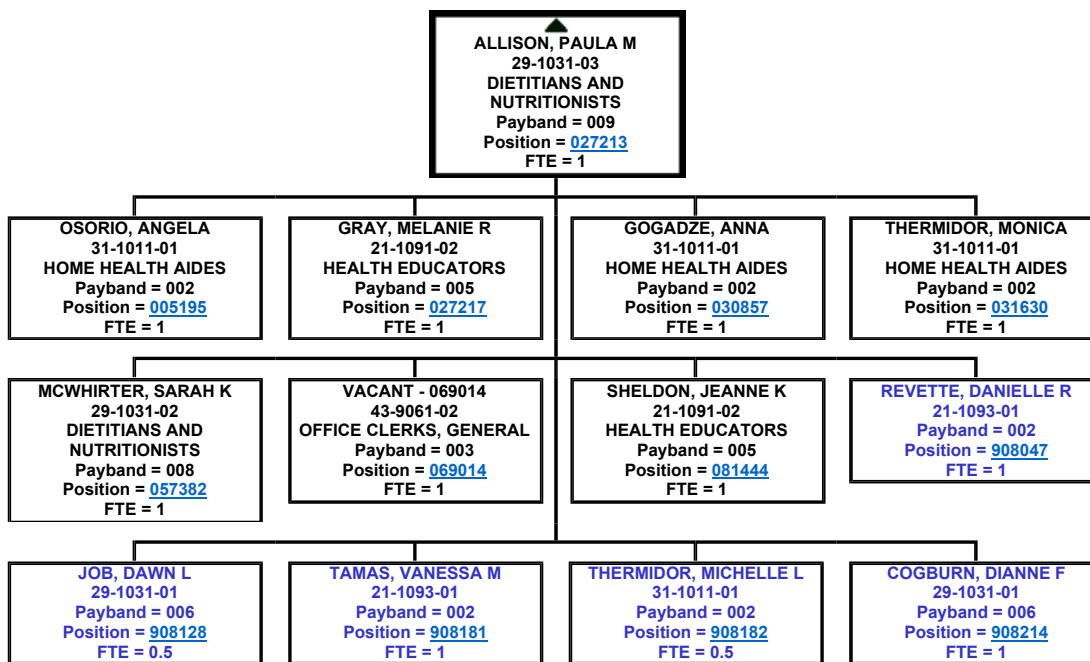 ALLISON, PAULA M
29-1031-03
DIETITIANS AND
NUTRITIONISTS
Payband = 009
Position = 027213
FTE = 1
OSORIO, ANGELA
31-1011-01
HOME HEALTH AIDES
Payband = 002
Position = 005195
FTE = 1
GRAY, MELANIE R
21-1091-02
HEALTH EDUCATORS
Payband = 005
Position = 027217
FTE = 1
GOGADZE, ANNA
31-1011-01
HOME HEALTH AIDES
Payband = 002
Position = 030857
FTE = 1
THERMIDOR, MONICA
31-1011-01
HOME HEALTH AIDES
Payband = 002
Position = 031630
FTE = 1
MCWHIRTER, SARAH K
29-1031-02
DIETITIANS AND
NUTRITIONISTS
Payband = 008
Position = 057382
FTE = 1
VACANT - 069014
43-9061-02
OFFICE CLERKS, GENERAL
Payband = 003
Position = 069014
FTE = 1
SHELDON, JEANNE K
21-1091-02
HEALTH EDUCATORS
Payband = 005
Position = 081444
FTE = 1
REVETTE, DANIELLE R
21-1093-01
Payband = 002
Position = 908047
FTE = 1
JOB, DAWN L
29-1031-01
Payband = 006
Position = 908128
FTE = 0.5
TAMAS, VANESSA M
21-1093-01
Payband = 002
Position = 908181
FTE = 1
THERMIDOR, MICHELLE L
31-1011-01
Payband = 002
Position = 908182
FTE = 0.5
COGBURN, DIANNE F
29-1031-01
Payband = 006
Position = 908214
FTE = 1